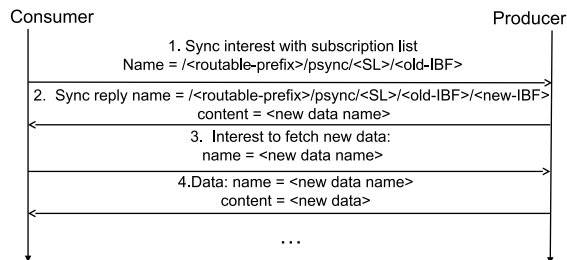 Consumer
Producer
1. Sync interest with subscription list
Name = /<routable-prefix>/psync/<SL>/<old-IBF>
2. Sync reply name = /<routable-prefix>/psync/<SL>/<old-IBF>/<new-IBF>
content = <new data name>
3. Interest to fetch new data:
name = <new data name>
4.Data: name = <new data name>
content = <new data>
...